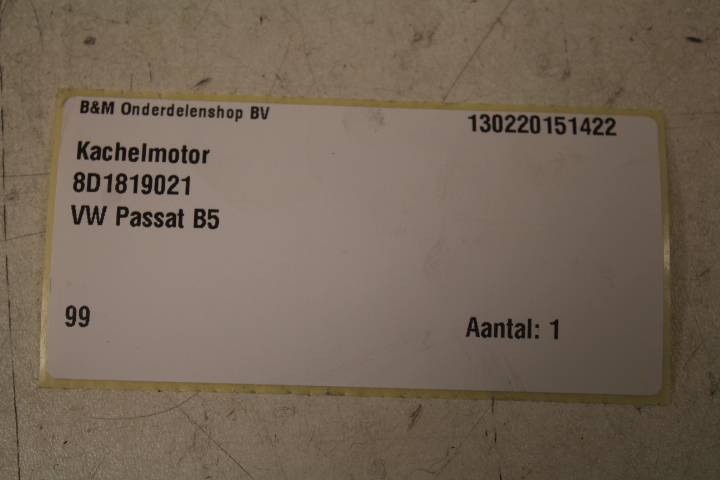 B&M Onderdelenshop BV
130220151422
Kachelmotor
8D1819021
VW Passat B5
99
Aantal: 1